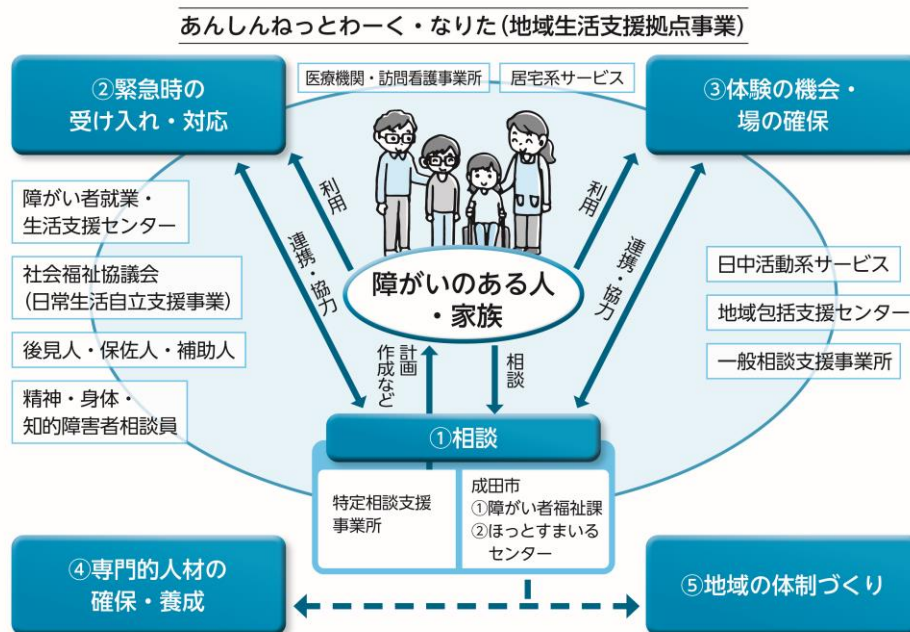 あんしんねっとわーく・なりた(地域生活支援拠点事業)
②緊急時の
受け入れ・対応
医療機関・訪問看護事業所
居宅系サービス
③体験の機会・
場の確保
障がい者就業・
生活支援センター
社会福祉協議会
(日常生活自立支援事業)
後見人・保佐人・補助人
精神・身体・
知的障害者相談員
利用
連携・協力
利用
連携・協力
障がいのある人
・家族
計画
作成など
相談
日中活動系サービス
地域包括支援センター
一般相談支援事業所
①相談
特定相談支援
事業所
成田市
①障がい者福祉課
②ほっとすまいる
センター
④専門的人材の
確保・養成
⑤地域の体制づくり